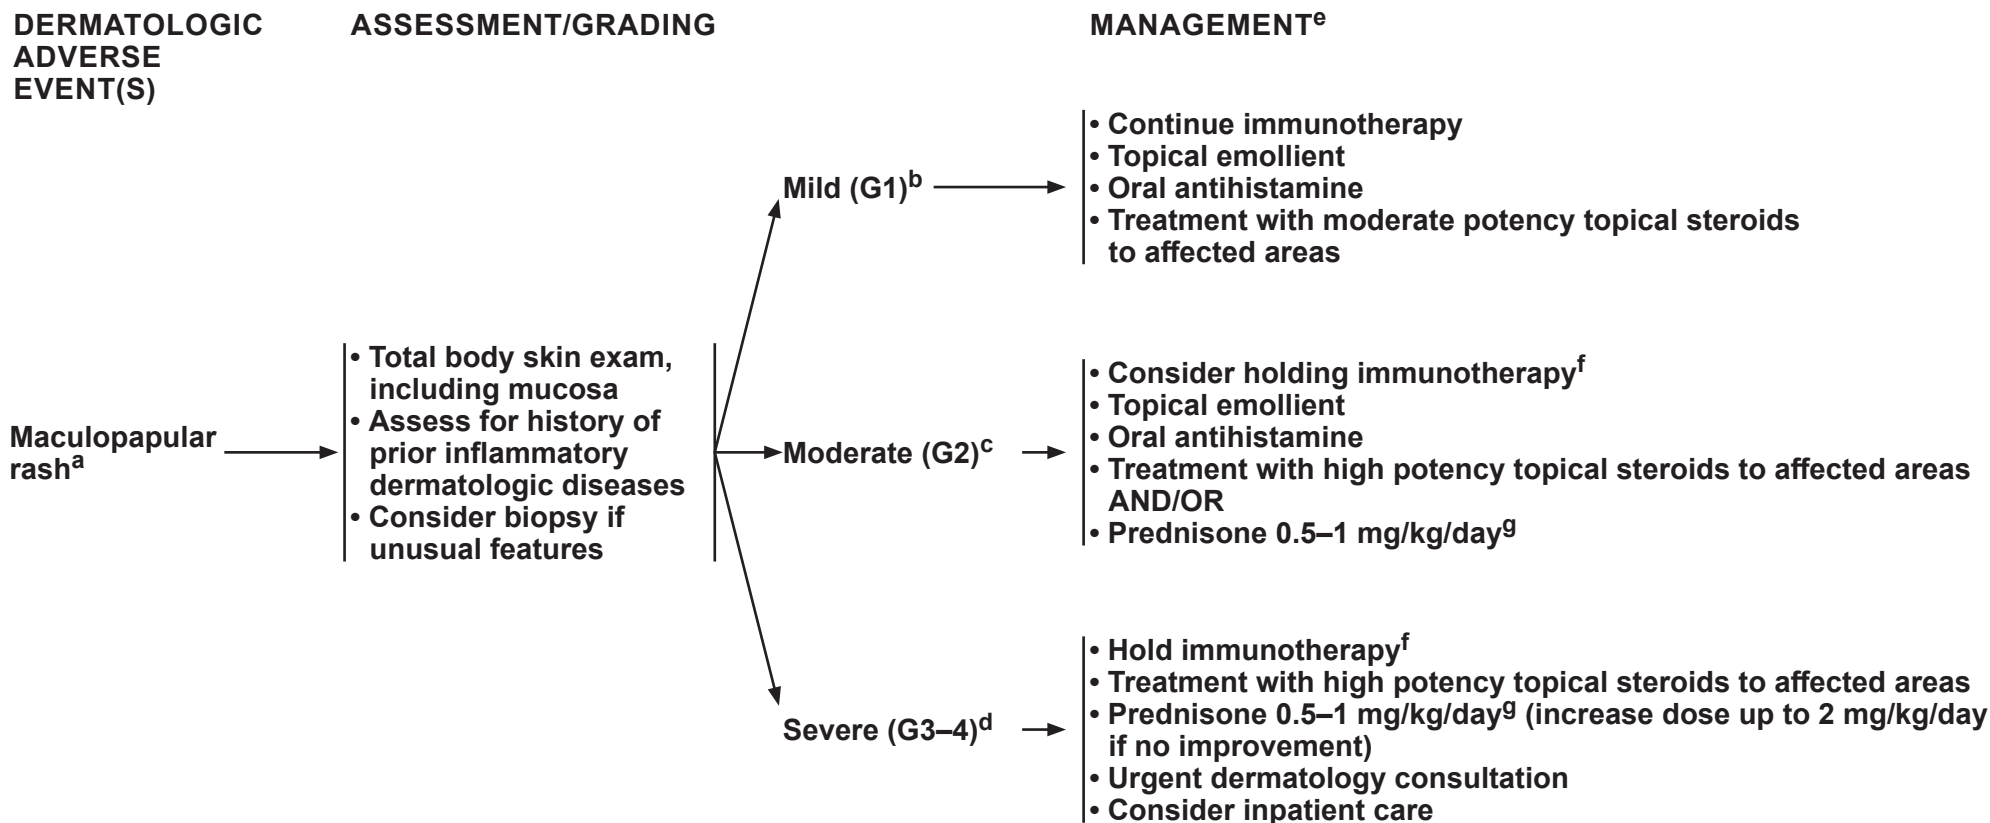 DERMATOLOGIC
ADVERSE
EVENT(S)
ASSESSMENT/GRADING
MANAGEMENTe
Maculopapular
rasha
• Total body skin exam,
including mucosa
• Assess for history of
prior inflammatory
dermatologic diseases
• Consider biopsy if
unusual features
Mild (G1)b
• Continue immunotherapy
• Topical emollient
• Oral antihistamine
• Treatment with moderate potency topical steroids
to affected areas
Moderate (G2)c
• Consider holding immunotherapyf
• Topical emollient
• Oral antihistamine
• Treatment with high potency topical steroids to affected areas
AND/OR
• Prednisone 0.5–1 mg/kg/dayg
Severe (G3–4)d
• Hold immunotherapyf
• Treatment with high potency topical steroids to affected areas
• Prednisone 0.5–1 mg/kg/dayg (increase dose up to 2 mg/kg/day
if no improvement)
• Urgent dermatology consultation
• Consider inpatient care